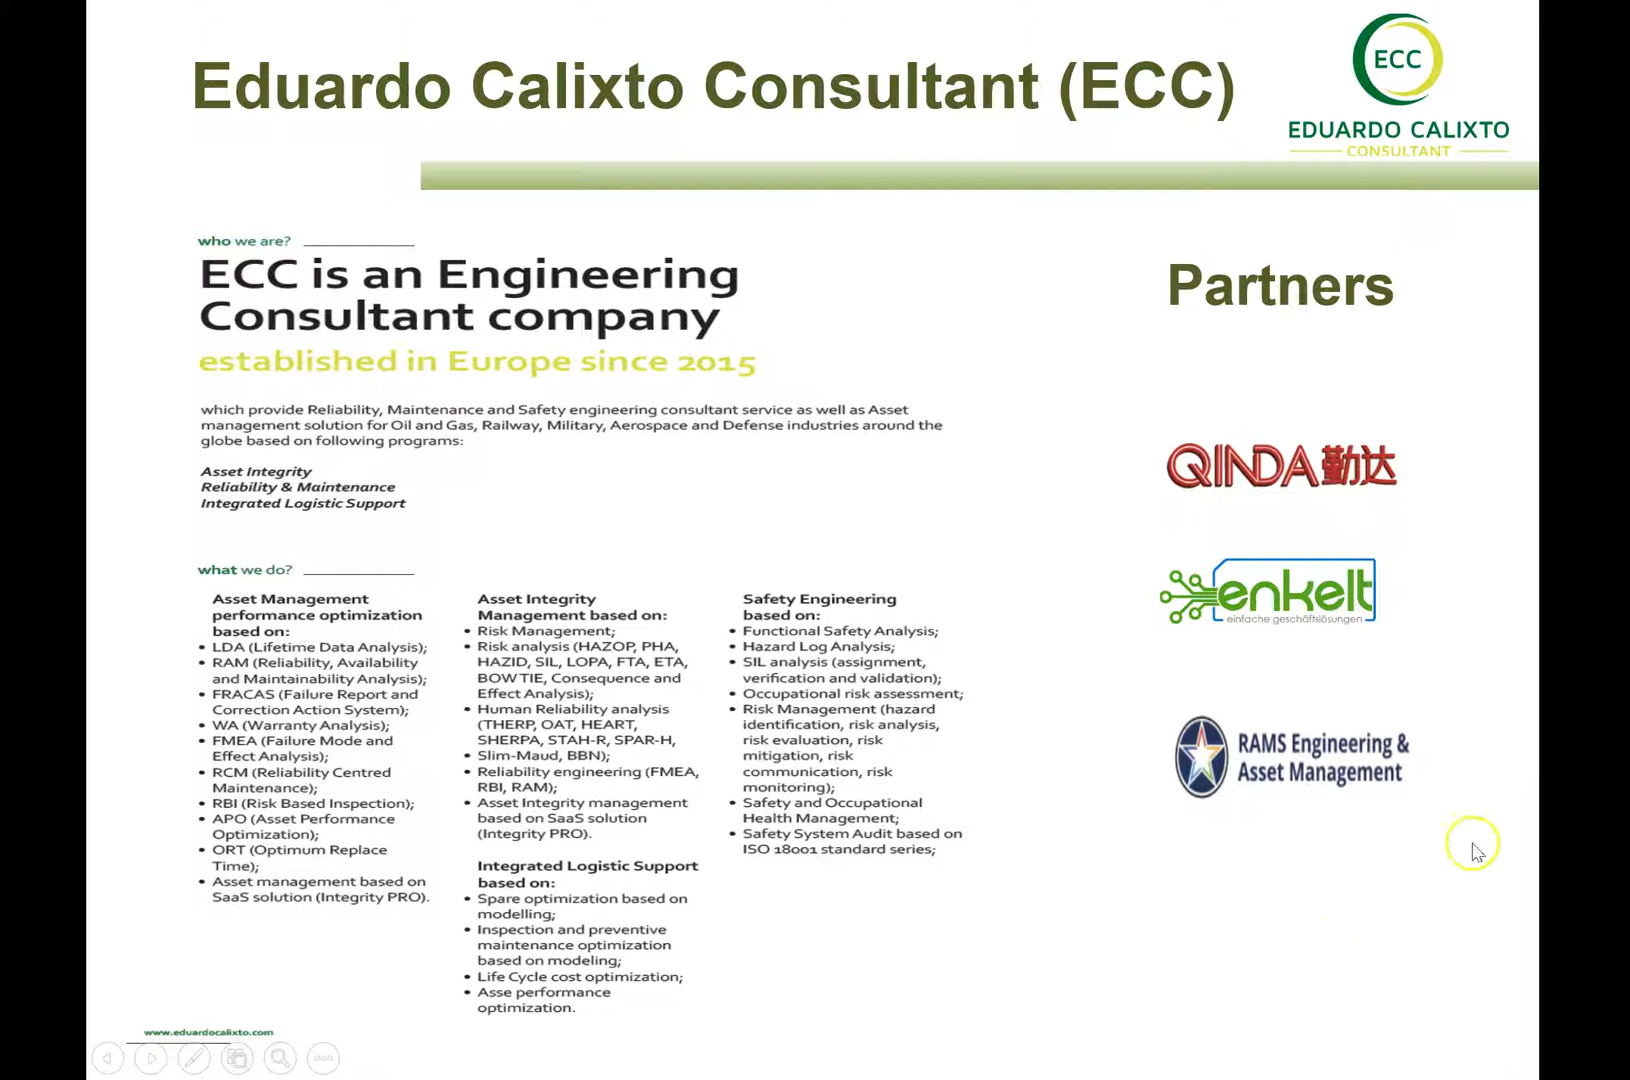 Eduardo Calixto Consultant (ECC)
ECC
EDUARDO CALIXTO
CONSULTANT
who we are?
ECC is an Engineering
Consultant company
established in Europe since 2015
which provide Reliability, Maintenance and Safety engineering consultant service as well as Asset
management solution for Oil and Gas, Railway, Military, Aerospace and Defense industries around the
globe based on following programs:
Asset Integrity
Reliability & Maintenance
Integrated Logistic Support
what we do?
Asset Management
performance optimization
based on:
• LDA (Lifetime Data Analysis);
• RAM (Reliability, Availability
and Maintainability Analysis);
• FRACAS (Failure Report and
Correction Action System);
• WA (Warranty Analysis);
• FMEA (Failure Mode and
Effect Analysis);
• RCM (Reliability Centred
Maintenance);
• RBI (Risk Based Inspection);
• APO (Asset Performance
Optimization);
• ORT (Optimum Replace
Time);
• Asset management based on
SaaS solution (Integrity PRO).
Asset Integrity
Management based on:
• Risk Management;
• Risk analysis (HAZOP, PHA,
HAZID, SIL, LOPA, FTA, ETA,
BOWTIE, Consequence and
Effect Analysis);
• Human Reliability analysis
(THERP, OAT, HEART,
SHERPA, STAH-R, SPAR-H,
• Slim-Maud, BBN);
• Reliability engineering (FMEA,
RBI, RAM);
• Asset Integrity management
based on SaaS solution
(Integrity PRO).
Integrated Logistic Support
based on:
• Spare optimization based on
modelling;
• Inspection and preventive
maintenance optimization
based on modeling;
• Life Cycle cost optimization;
• Asse performance
optimization.
Safety Engineering
based on:
• Functional Safety Analysis;
• Hazard Log Analysis;
• SIL analysis (assignment,
verification and validation);
• Occupational risk assessment;
• Risk Management (hazard
identification, risk analysis,
risk evaluation, risk
mitigation, risk
communication, risk
monitoring);
• Safety and Occupational
Health Management;
• Safety System Audit based on
ISO 18001 standard series;
Partners
QINDA勤达
enkelt
einfache geschäftslösungen
RAMS Engineering &
Asset Management
www.eduardocalixto.com